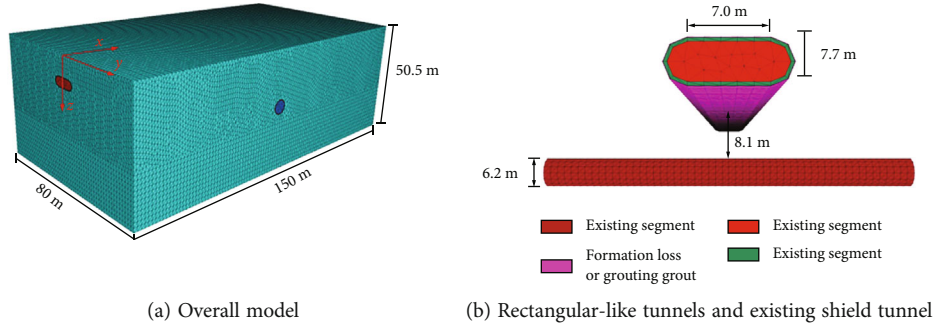 7.0 m
7.7 m
50.5 m
x
y
80 m
150 m
8.1 m
6.2 m
Existing segment
Existing segment
Formation loss
or grouting grout
Existing segment
(a) Overall model
(b) Rectangular-like tunnels and existing shield tunnel